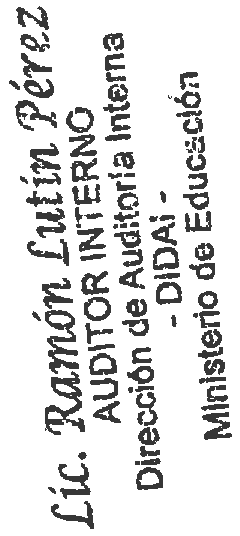 Lic. Ramón Lutín Pérez
AUDITOR INTERNO
Dirección de Auditoría Interna
- DIDAI -
Ministerio de Educación